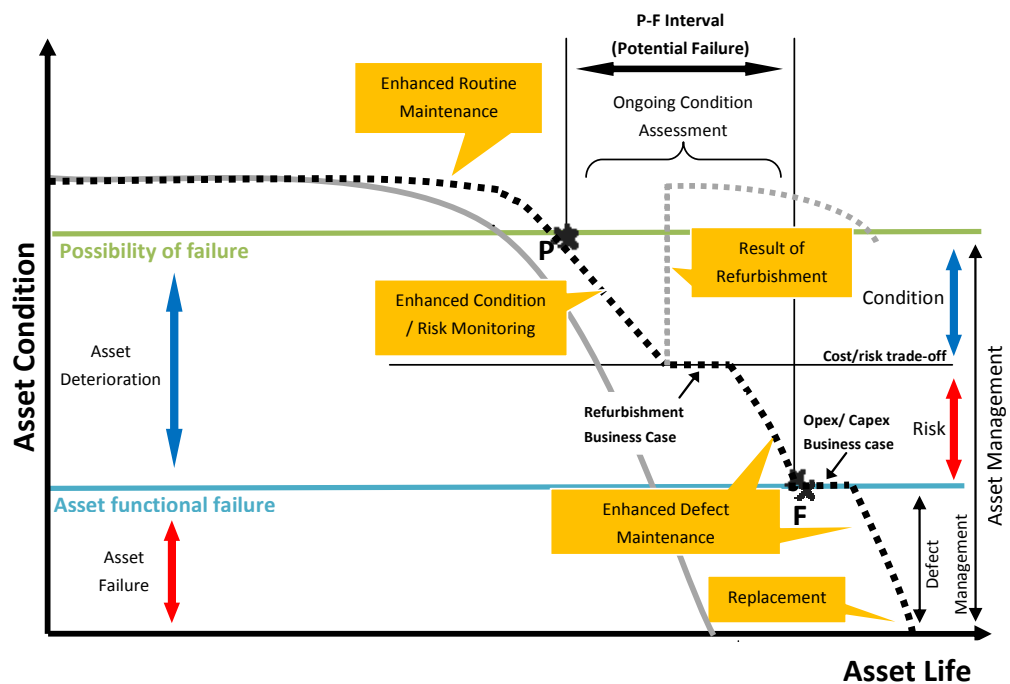 P-F Interval
(Potential Failure)
Enhanced Routine
Maintenance
Ongoing Condition
Assessment
Possibility of failure
P
Result of
Refurbishment
Enhanced Condition
/ Risk Monitoring
Condition
Asset
Deterioration
Cost/risk trade-off
Refurbishment
Business Case
Opex/ Capex
Business case
Risk
Asset functional failure
F
Enhanced Defect
Maintenance
Asset
Failure
Replacement
Defect
Management
Asset Management
Asset Condition
Asset Life